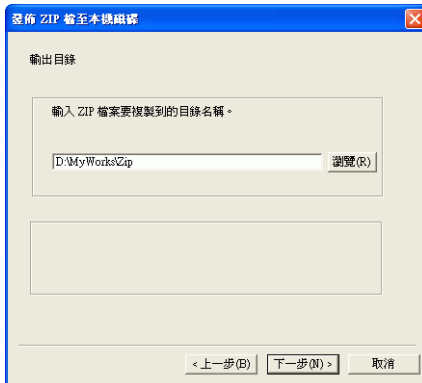 發佈 ZIP 檔至本機磁碟
輸出目錄
輸入 ZIP 檔案要複製到的目錄名稱。
D:\MyWorks\Zip
瀏覽(R)
< 上一步(B)
下一步(N) >
取消